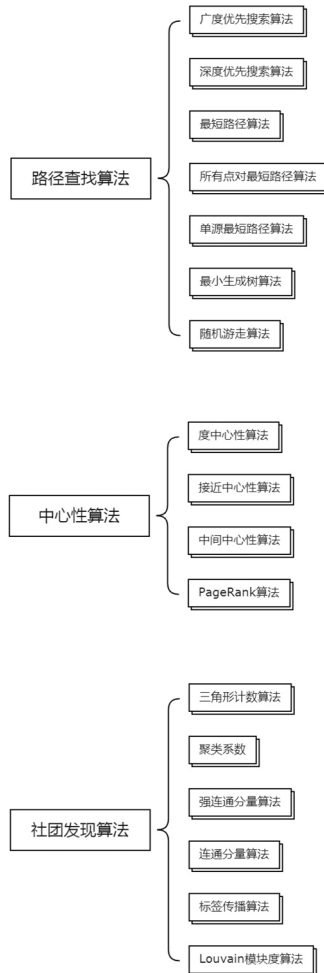 路径查找算法
广度优先搜索算法
深度优先搜索算法
最短路径算法
所有点对最短路径算法
单源最短路径算法
最小生成树算法
随机游走算法
中心性算法
度中心性算法
接近中心性算法
中间中心性算法
PageRank算法
社团发现算法
三角形计数算法
聚类系数
强连通分量算法
连通分量算法
标签传播算法
Louvain模块度算法